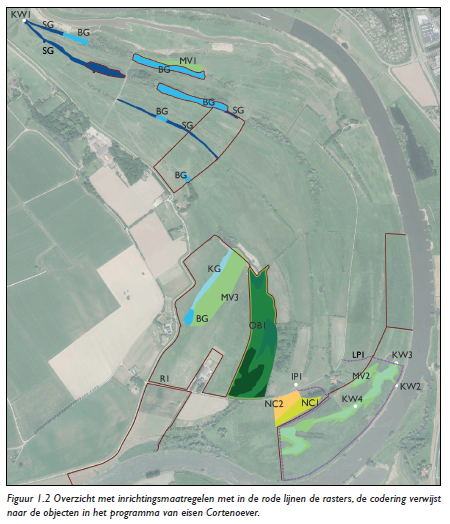 KW1
SG
BG
SG
MV1
BG
BG
SG
BG
SG
BG
KG
MV3
BG
OB1
R1
IP1
LP1
KW3
MV2
KW2
NC2
NC1
KW4
Figuur 1.2 Overzicht met inrichtingsmaatregelen met in de rode lijnen de rasters, de codering verwijst
naar de objecten in het programma van eisen Cortenoever.